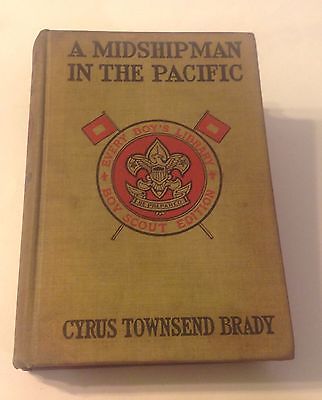 A MIDSHIPMAN
IN THE PACIFIC
EVERY BOY'S LIBRARY
BE PREPARED
BOY SCOUT EDITION
CYRUS TOWNSEND BRADY